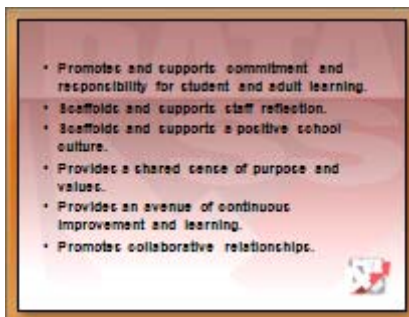 • Promotes and supports commitment and
responsibility for student and adult learning.
• Scaffolds and supports staff reflection.
• Scaffolds and supports a positive school
culture.
• Provides a shared sense of purpose and
values.
• Provides an avenue of continuous
improvement and learning.
• Promotes collaborative relationships.